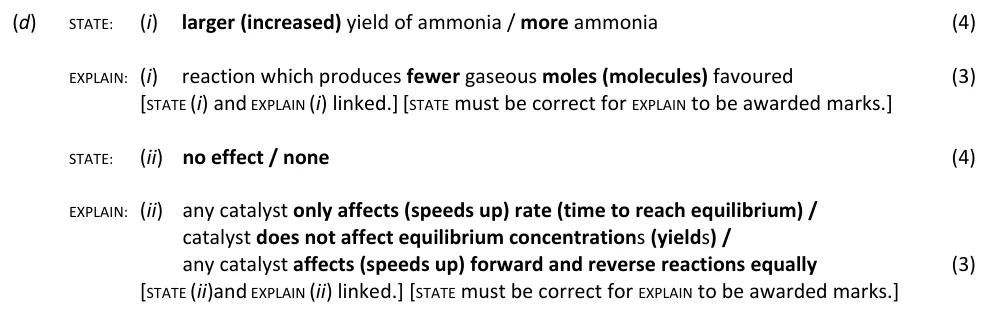 (d) STATE: (i) larger (increased) yield of ammonia / more ammonia (4)
EXPLAIN: (i) reaction which produces fewer gaseous moles (molecules) favoured (3)
[STATE (i) and EXPLAIN (i) linked.] [STATE must be correct for EXPLAIN to be awarded marks.]
STATE: (ii) no effect / none (4)
EXPLAIN: (ii) any catalyst only affects (speeds up) rate (time to reach equilibrium) /
catalyst does not affect equilibrium concentrations (yields) /
any catalyst affects (speeds up) forward and reverse reactions equally (3)
[STATE (ii)and EXPLAIN (ii) linked.] [STATE must be correct for EXPLAIN to be awarded marks.]